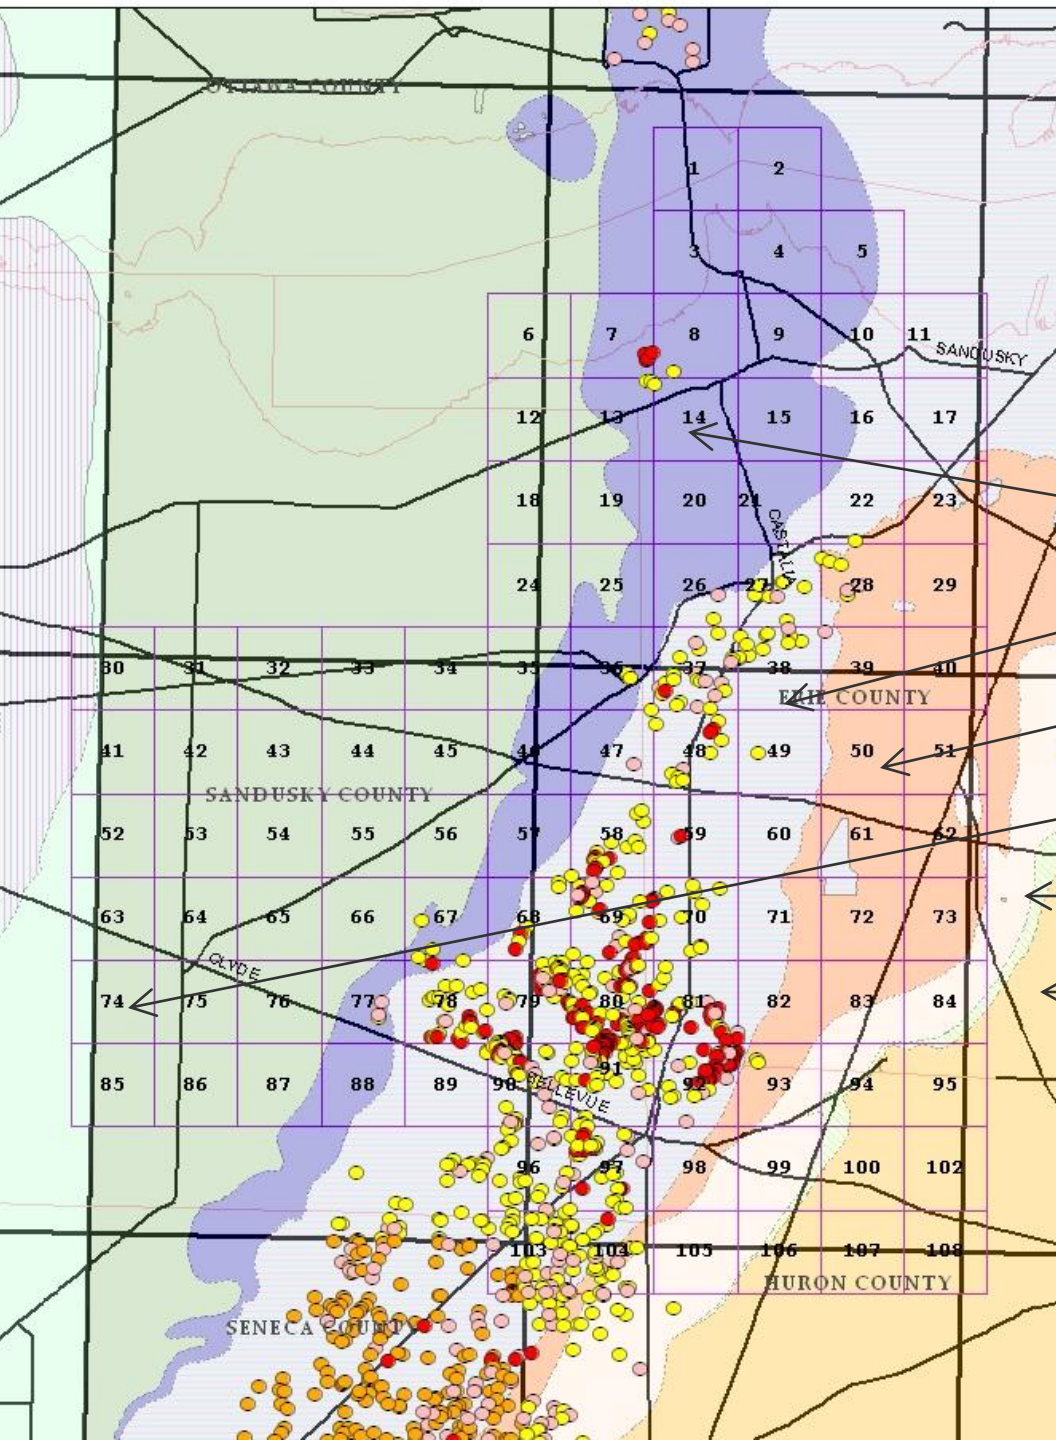 OTTAWA COUNTY
1 2
3 4 5
6 7 8 9 10 11
SANDUSKY
12 13 14 15 16 17
18 19 20 21 22 23
CASTALIA
24 25 26 27 28 29
30 31 32 33 34 35 36 37 38 39 40
ERIE COUNTY
41 42 43 44 45 46 47 48 49 50 51
SANDUSKY COUNTY
52 53 54 55 56 57 58 59 60 61 62
63 64 65 66 67 68 69 70 71 72 73
CLYDE
74 75 76 77 78 79 80 81 82 83 84
85 86 87 88 89 90 91 92 93 94 95
BELLEVUE
96 97 98 99 100 102
103 104 105 106 107 108
HURON COUNTY
SENECA COUNTY